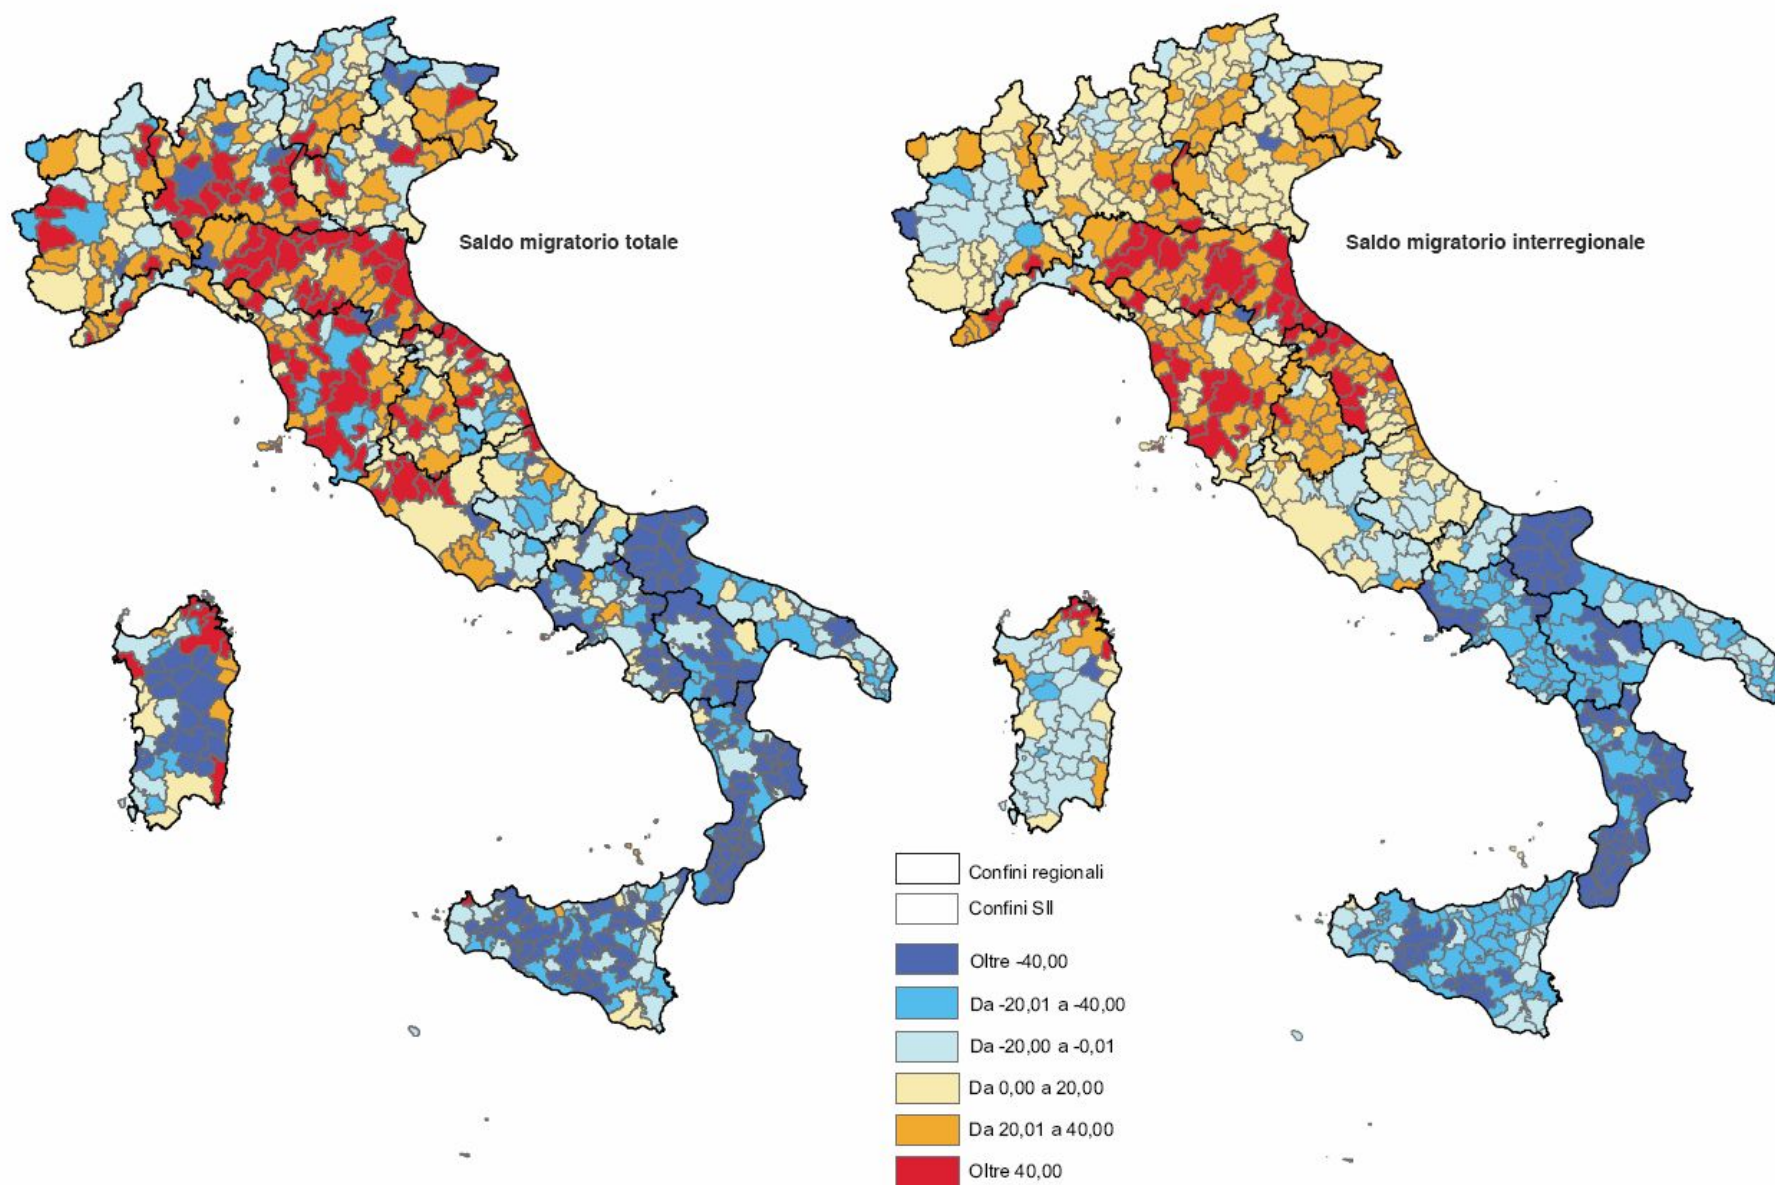 Saldo migratorio totale
Saldo migratorio interregionale
Confini regionali
Confini Sll
Oltre -40,00
Da -20,01 a -40,00
Da -20,00 a -0,01
Da 0,00 a 20,00
Da 20,01 a 40,00
Oltre 40,00